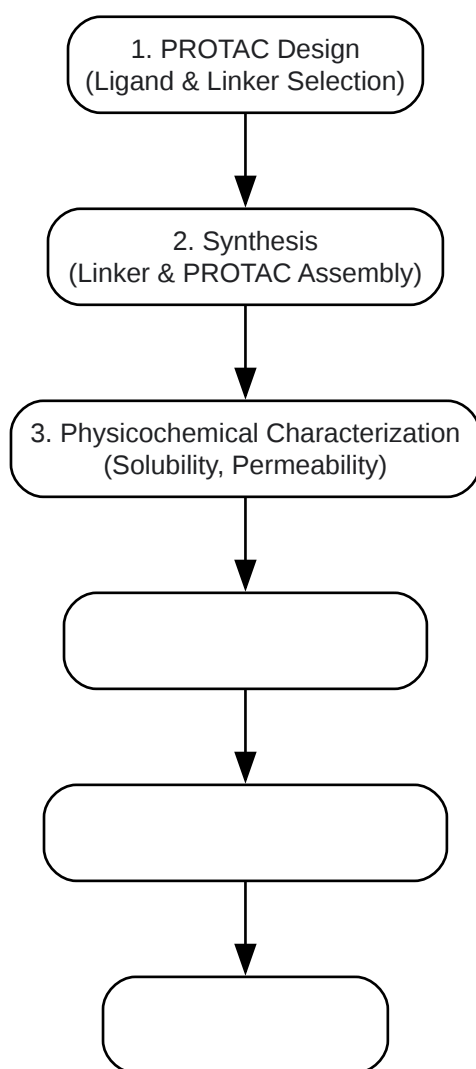 1. PROTAC Design
(Ligand & Linker Selection)
2. Synthesis
(Linker & PROTAC Assembly)
3. Physicochemical Characterization
(Solubility, Permeability)